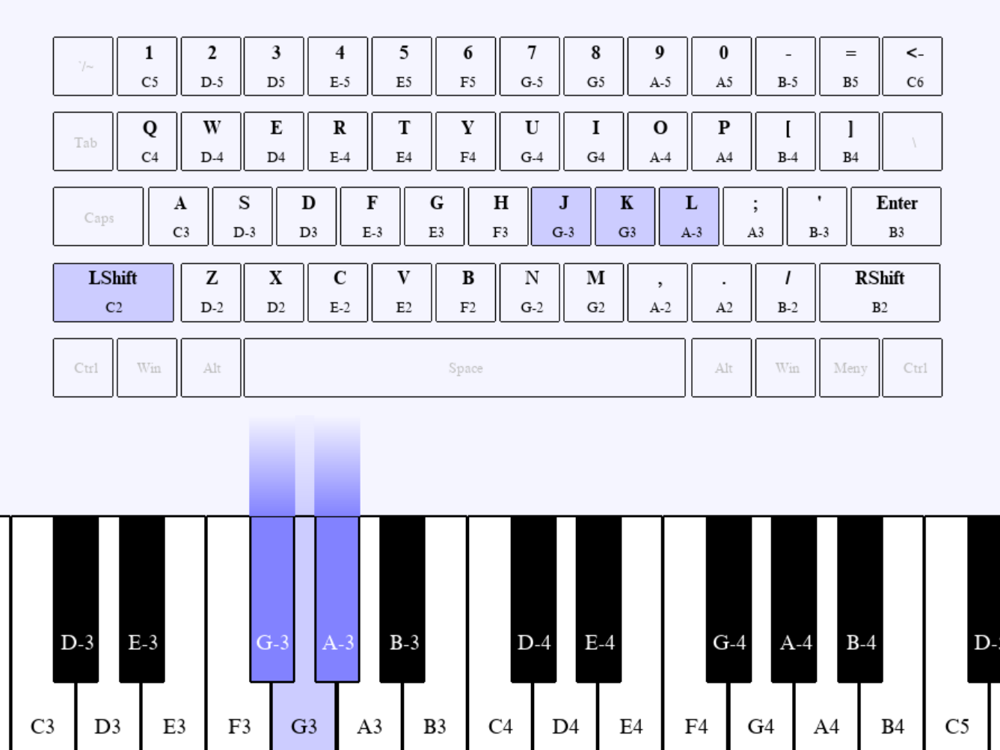 `/~ 1 2 3 4 5 6 7 8 9 0 - = <-
C5 D-5 D5 E-5 E5 F5 G-5 G5 A-5 A5 B-5 B5 C6
Tab Q W E R T Y U I O P [ ] \
C4 D-4 D4 E-4 E4 F4 G-4 G4 A-4 A4 B-4 B4
Caps A S D F G H J K L ; ' Enter
C3 D-3 D3 E-3 E3 F3 G-3 G3 A-3 A3 B-3 B3
LShift Z X C V B N M , . / RShift
C2 D-2 D2 E-2 E2 F2 G-2 G2 A-2 A2 B-2 B2
Ctrl Win Alt Space Alt Win Meny Ctrl
D-3 E-3 G-3 A-3 B-3 D-4 E-4 G-4 A-4 B-4 D-
C3 D3 E3 F3 G3 A3 B3 C4 D4 E4 F4 G4 A4 B4 C5